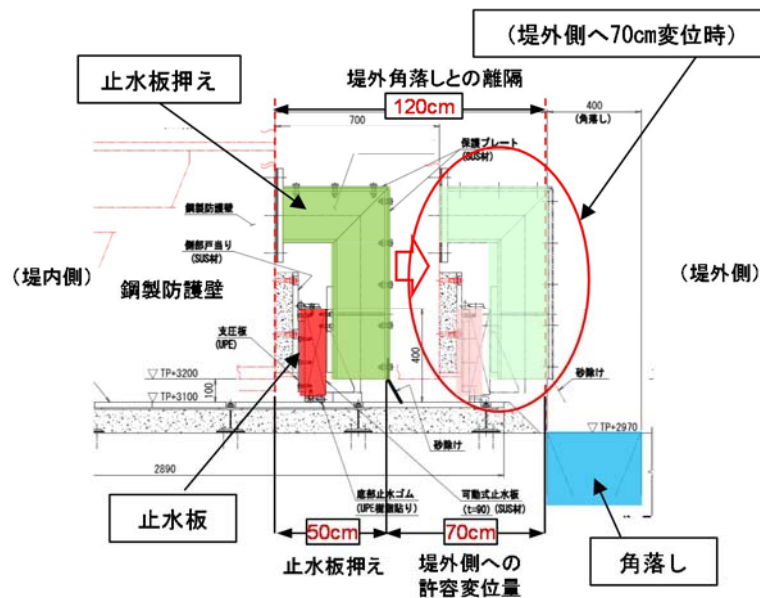 (堤外側へ70cm変位時)
止水板押え
堤外角落しとの離隔
120cm
400
(角落し)
700
保護プレート
(SUS材)
鋼製防護壁
側部戸当り
(SUS材)
(堤内側)
鋼製防護壁
(堤外側)
支圧板
(UPE)
400
TP+3200
100
TP+3100
砂除け
砂除け
TP+2970
2890
底部止水ゴム
(UPE樹脂貼り)
可動式止水板
(t=90)(SUS材)
止水板
50cm
70cm
角落し
止水板押え
堤外側への
許容変位量